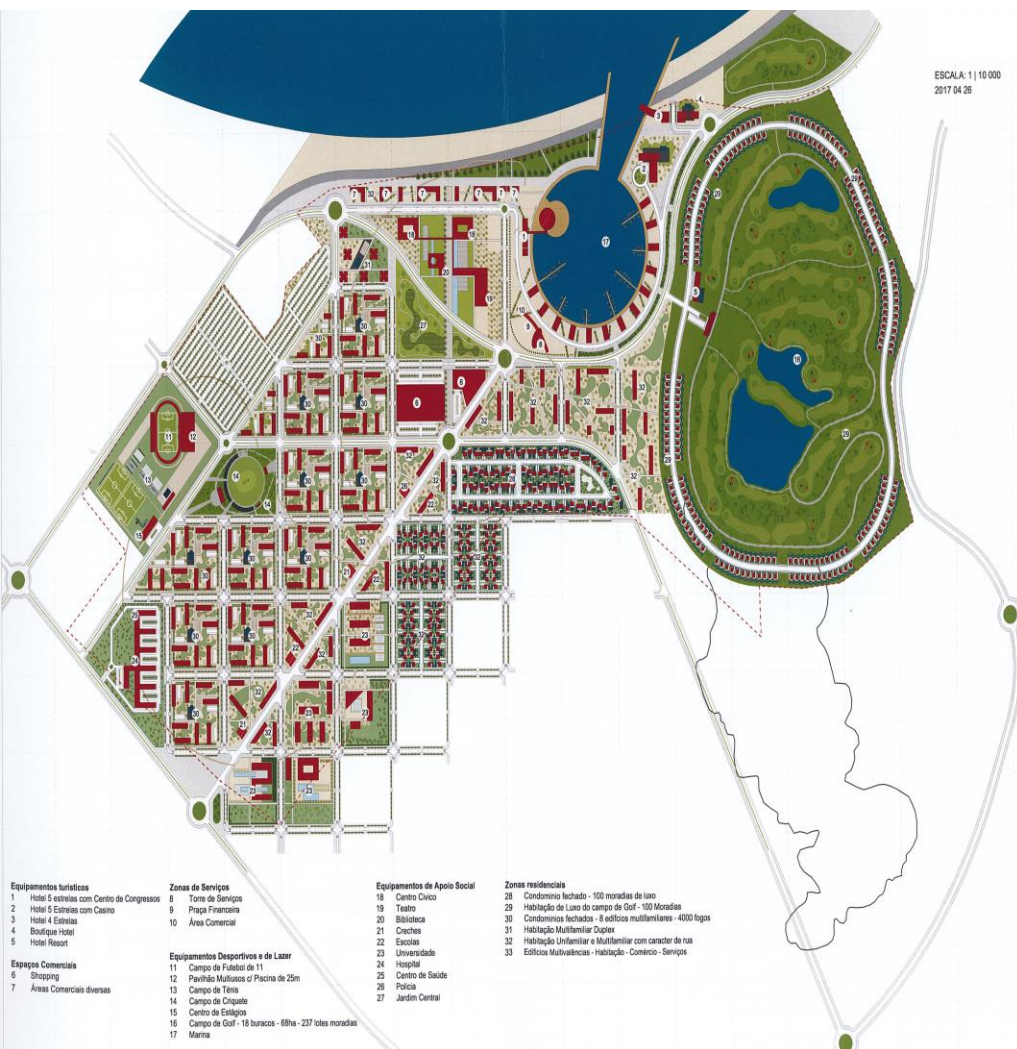 ESCALA: 1 | 10 000
2017 04 26
Equipamentos turísticos
1 Hotel 5 estrelas com Centro de Congressos
2 Hotel 5 Estrelas com Casino
3 Hotel 4 Estrelas
4 Boutique Hotel
5 Hotel Resort
Espaços Comerciais
6 Shopping
7 Áreas Comerciais diversas
Zonas de Serviços
8 Torre de Serviços
9 Praça Financeira
10 Área Comercial
Equipamentos Desportivos e de Lazer
11 Campo de Futebol de 11
12 Pavilhão Multiusos c/ Piscina de 25m
13 Campo de Ténis
14 Campo de Criquete
15 Centro de Estágios
16 Campo de Golf - 18 buracos - 68ha - 237 lotes moradias
17 Marina
Equipamentos de Apoio Social
18 Centro Civico
19 Teatro
20 Biblioteca
21 Creches
22 Escolas
23 Universidade
24 Hospital
25 Centro de Saúde
26 Policia
27 Jardim Central
Zonas residenciais
28 Condominio fechado - 100 moradias de luxo
29 Habitação de Luxo do campo de Golf - 100 Moradias
30 Condominios fechados - 8 edifcios multifamiliares - 4000 fogos
31 Habitação Multifamiliar Duplex
32 Habitação Unifamiliar e Multifamiliar com caracter de rua
33 Edificios Multivalências - Habitação - Comércio - Serviços